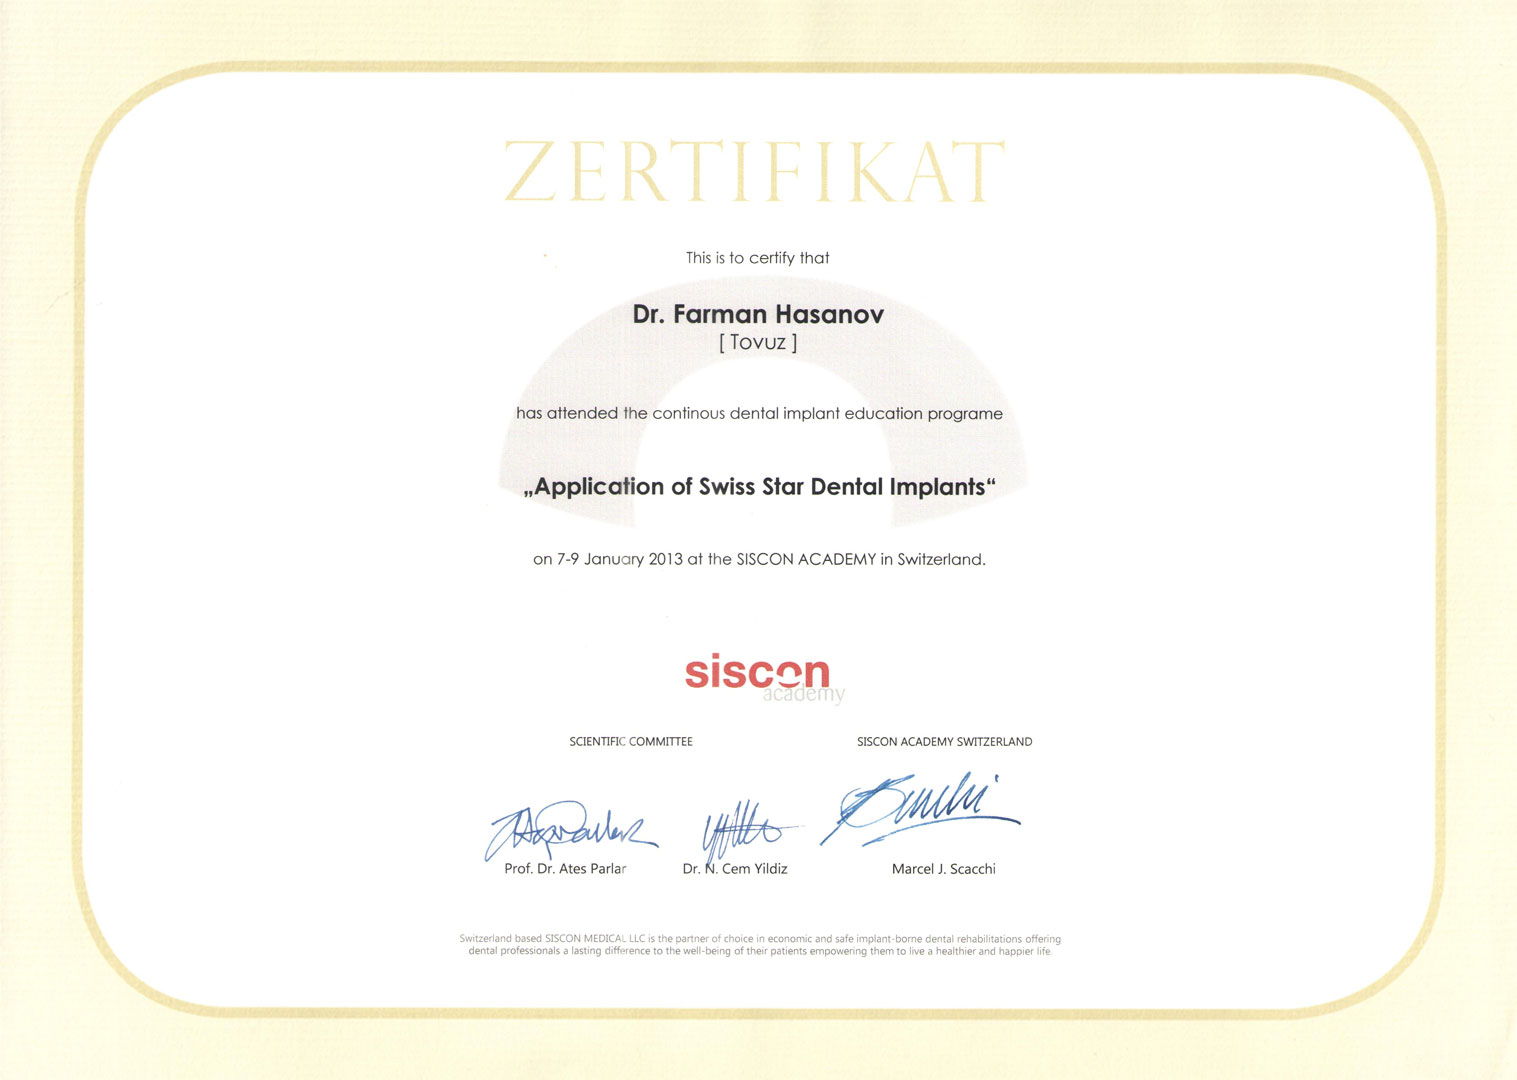 ZERTIFIKAT
This is to certify that
Dr. Farman Hasanov
[ Tovuz ]
has attended the continous dental implant education programe
„Application of Swiss Star Dental Implants“
on 7-9 January 2013 at the SISCON ACADEMY in Switzerland.
siscon
academy
SCIENTIFIC COMMITTEE SISCON ACADEMY SWITZERLAND
Prof. Dr. Ates Parlar Dr. N. Cem Yildiz Marcel J. Scacchi
Switzerland based SISCON MEDICAL LLC is the partner of choice in economic and safe implant-borne dental rehabilitations offering
dental professionals a lasting difference to the well-being of their patients empowering them to live a healthier and happier life.